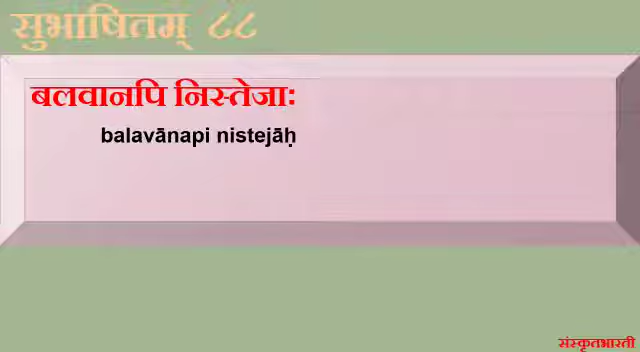 सुभाषितम् ८८
बलवानपि निस्तेजाः
balavānapi nistejāḥ
संस्कृतभारती